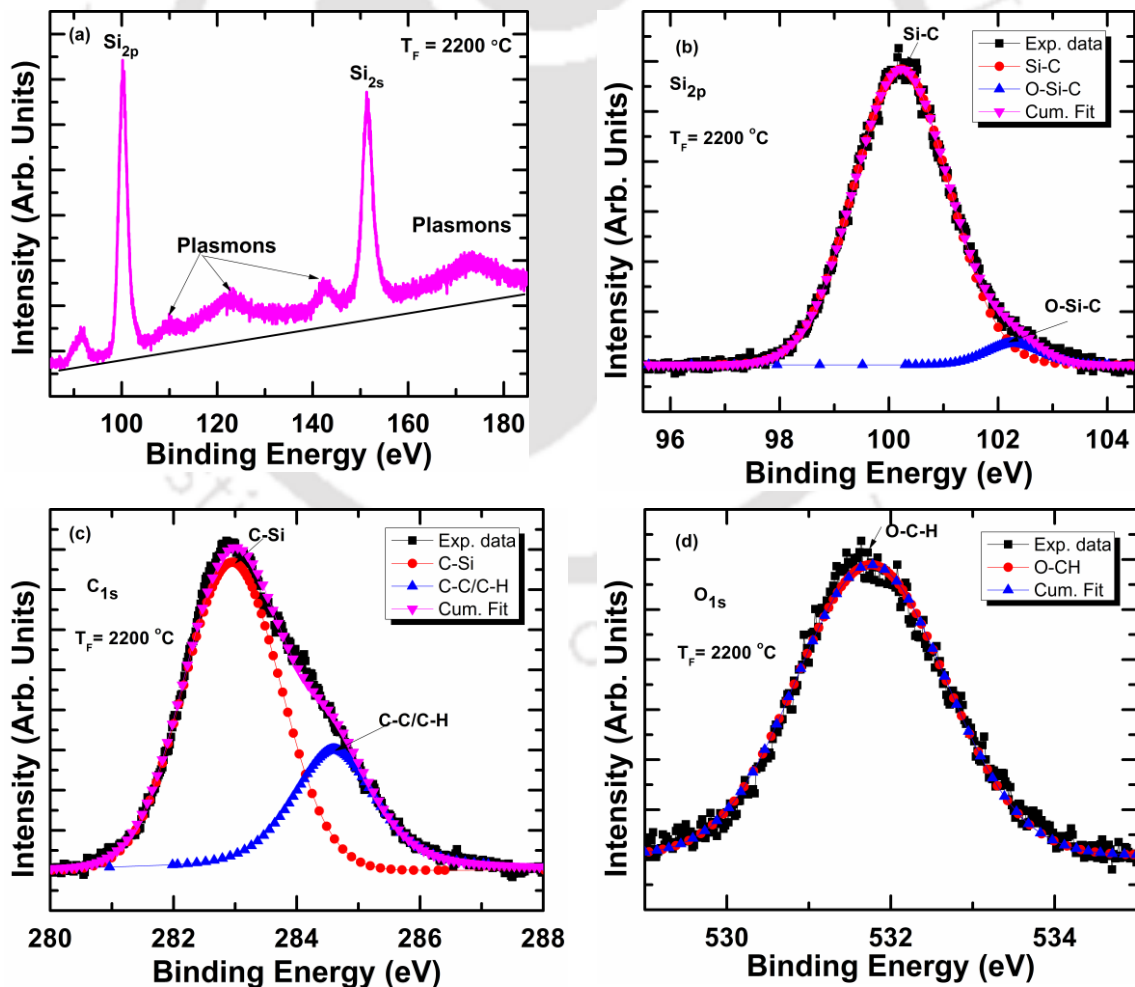 (a)
Si2p
TF = 2200 °C
Si2s
Plasmons
Plasmons
Intensity (Arb. Units)
100 120 140 160 180
Binding Energy (eV)
(b)
Si-C
Exp. data
Si-C
O-Si-C
Cum. Fit
Si2p
TF= 2200 °C
O-Si-C
Intensity (Arb. Units)
96 98 100 102 104
Binding Energy (eV)
(c)
C-Si
Exp. data
C-Si
C-C/C-H
Cum. Fit
C1s
TF= 2200 °C
C-C/C-H
Intensity (Arb. Units)
280 282 284 286 288
Binding Energy (eV)
(d)
O-C-H
Exp. data
O-CH
Cum. Fit
O1s
TF= 2200 °C
Intensity (Arb. Units)
530 532 534
Binding Energy (eV)